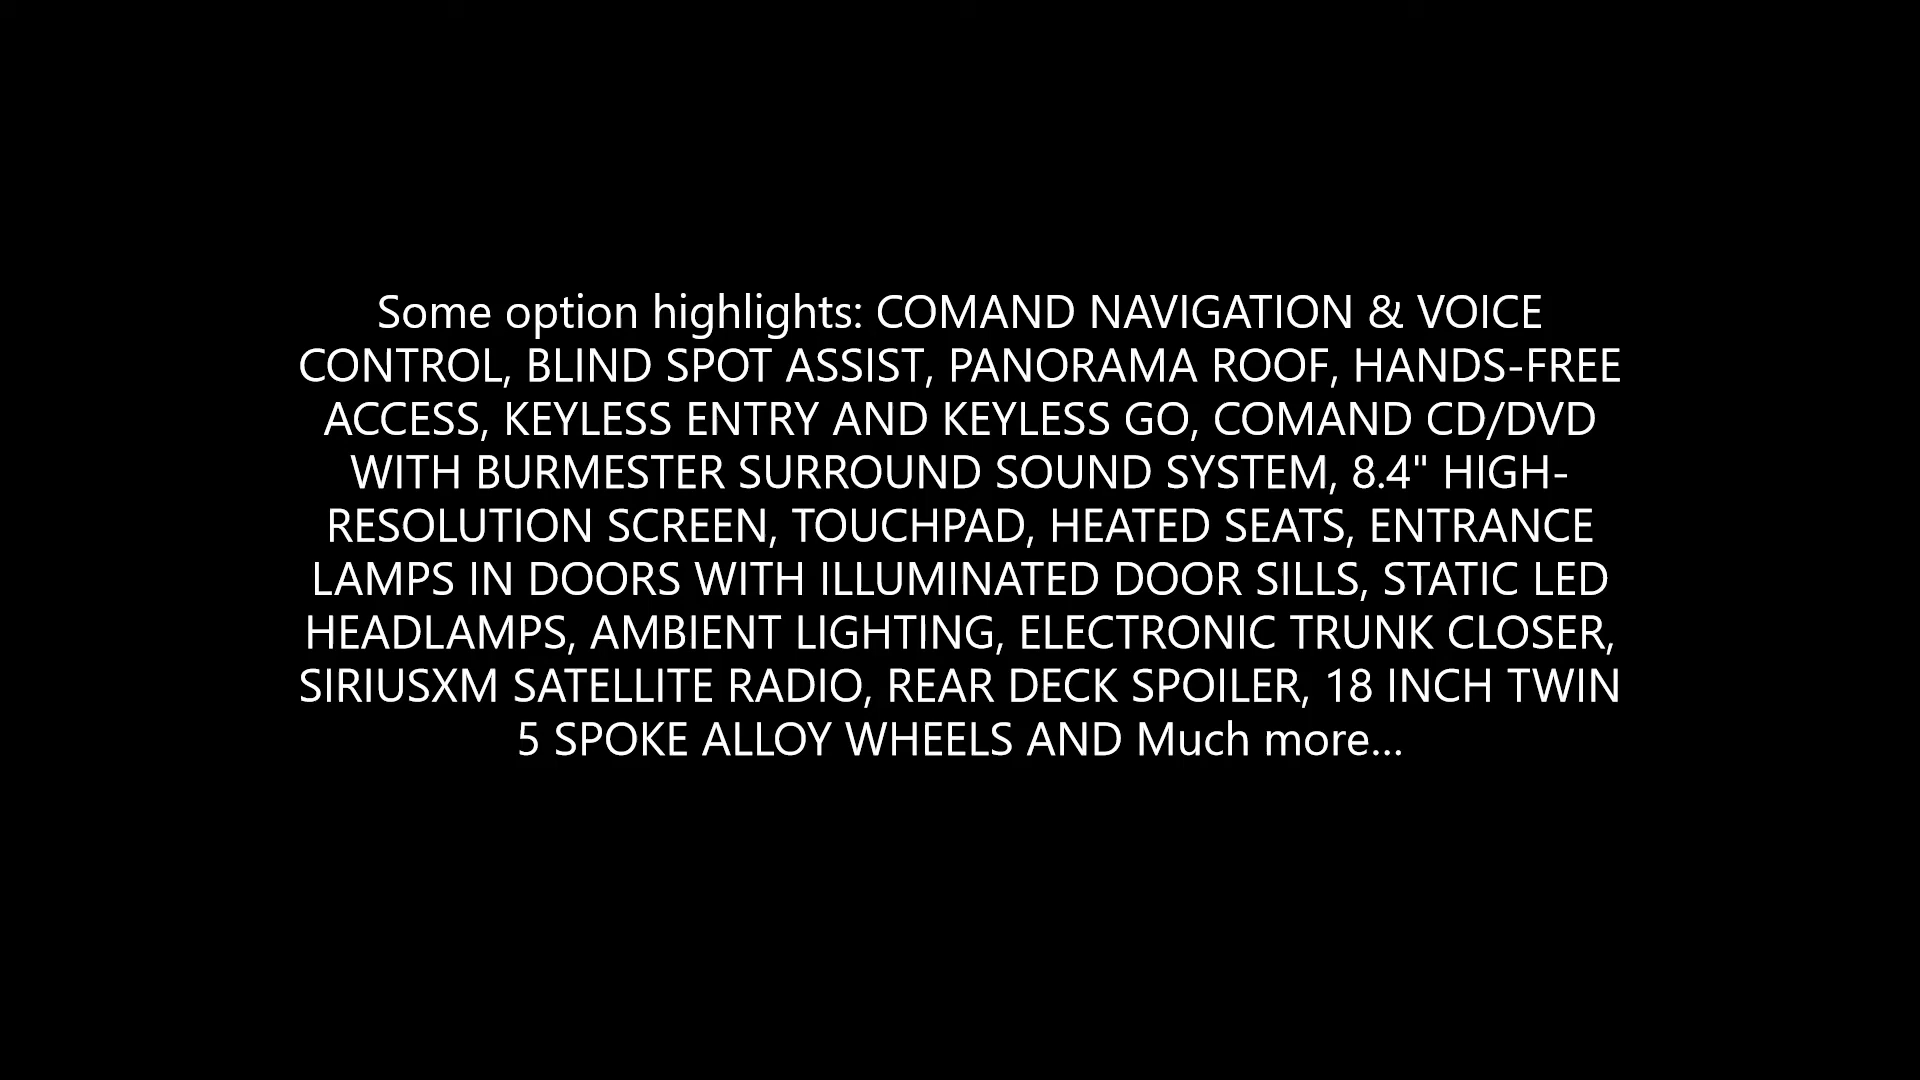 Some option highlights: COMAND NAVIGATION & VOICE
CONTROL, BLIND SPOT ASSIST, PANORAMA ROOF, HANDS-FREE
ACCESS, KEYLESS ENTRY AND KEYLESS GO, COMAND CD/DVD
WITH BURMESTER SURROUND SOUND SYSTEM, 8.4" HIGH-
RESOLUTION SCREEN, TOUCHPAD, HEATED SEATS, ENTRANCE
LAMPS IN DOORS WITH ILLUMINATED DOOR SILLS, STATIC LED
HEADLAMPS, AMBIENT LIGHTING, ELECTRONIC TRUNK CLOSER,
SIRIUSXM SATELLITE RADIO, REAR DECK SPOILER, 18 INCH TWIN
5 SPOKE ALLOY WHEELS AND Much more...